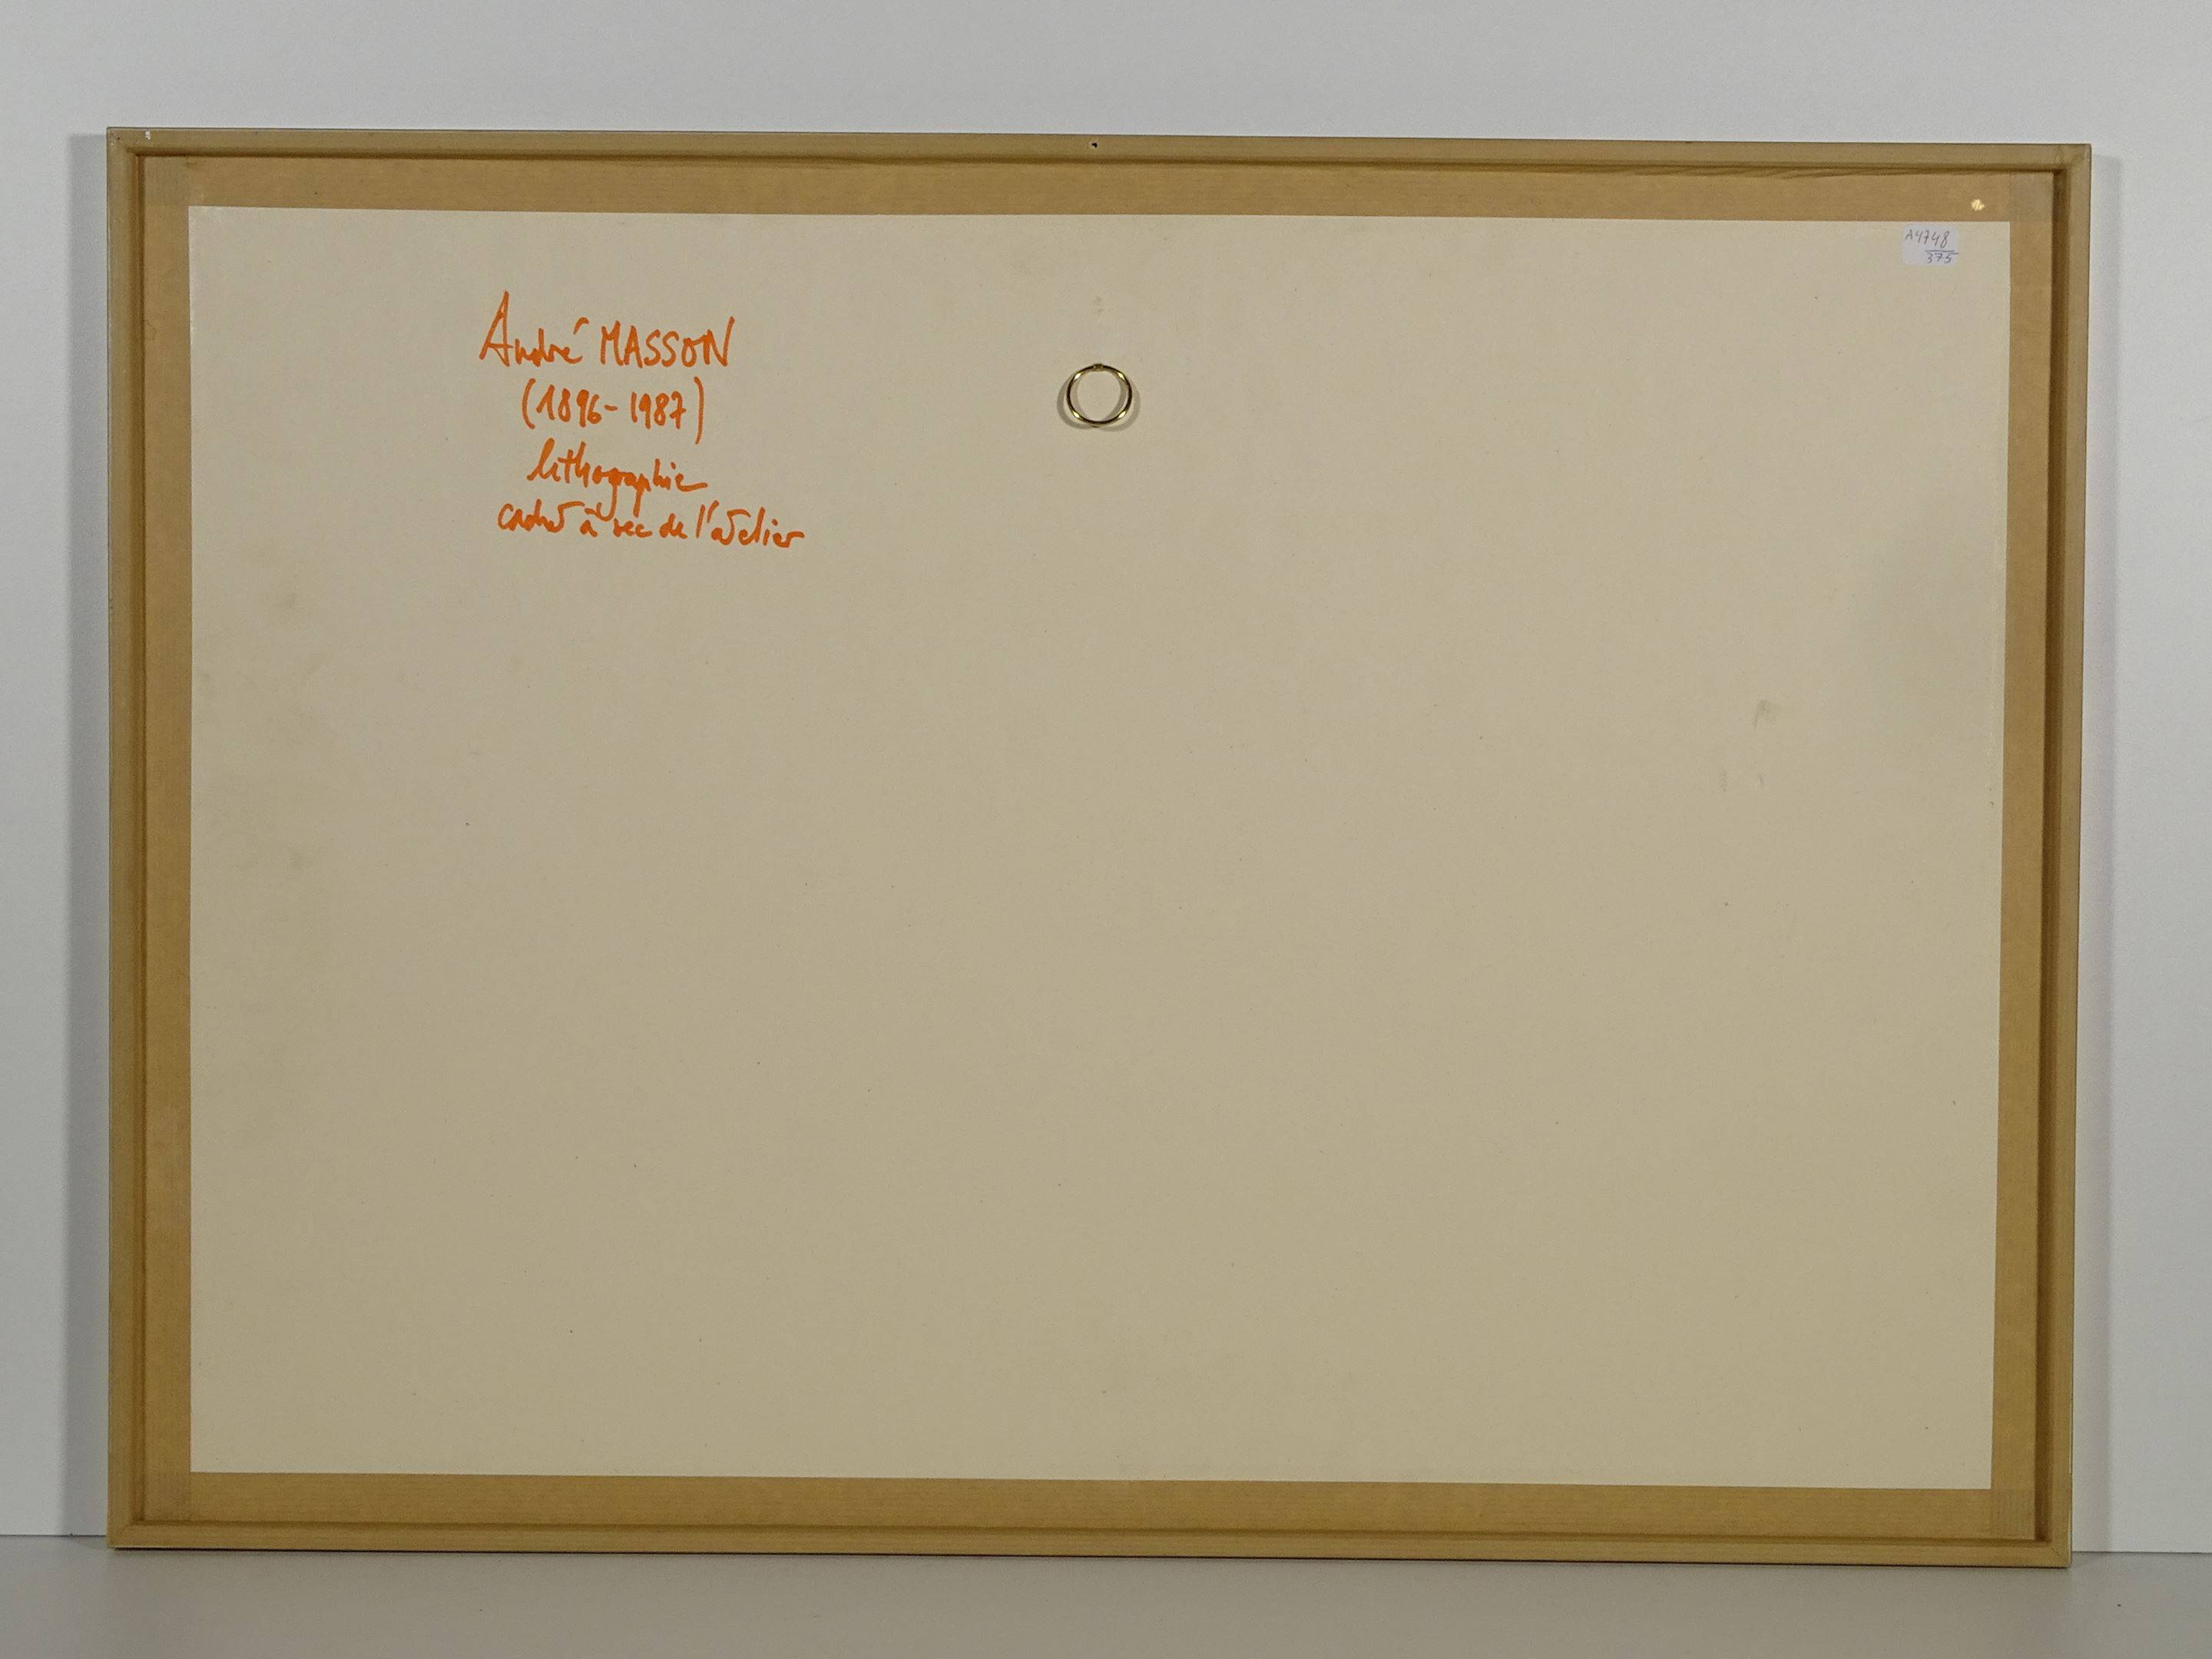 André MASSON
(1896-1987)
lithographie
cachet à sec de l'atelier
A4748
375